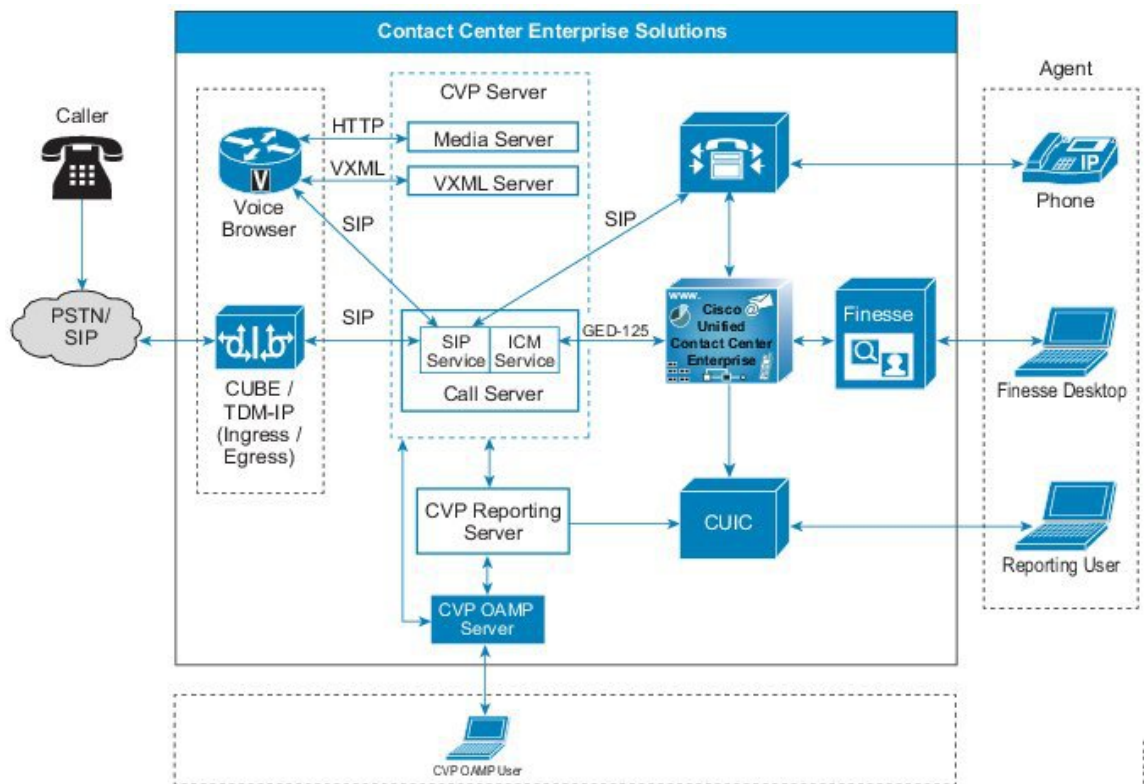 Contact Center Enterprise Solutions
Caller
PSTN/
SIP
HTTP
VXML
SIP
SIP
V
Voice
Browser
CUBE /
TDM-IP
(Ingress /
Egress)
CVP Server
Media Server
VXML Server
SIP
Service
ICM
Service
Call Server
SIP
GED-125
www.
Cisco
Unified
Contact Center
Enterprise
@
Finesse
CVP Reporting
Server
CUIC
CVP OAMP
Server
CVP OAMP User
Agent
IP
Phone
Finesse Desktop
Reporting User